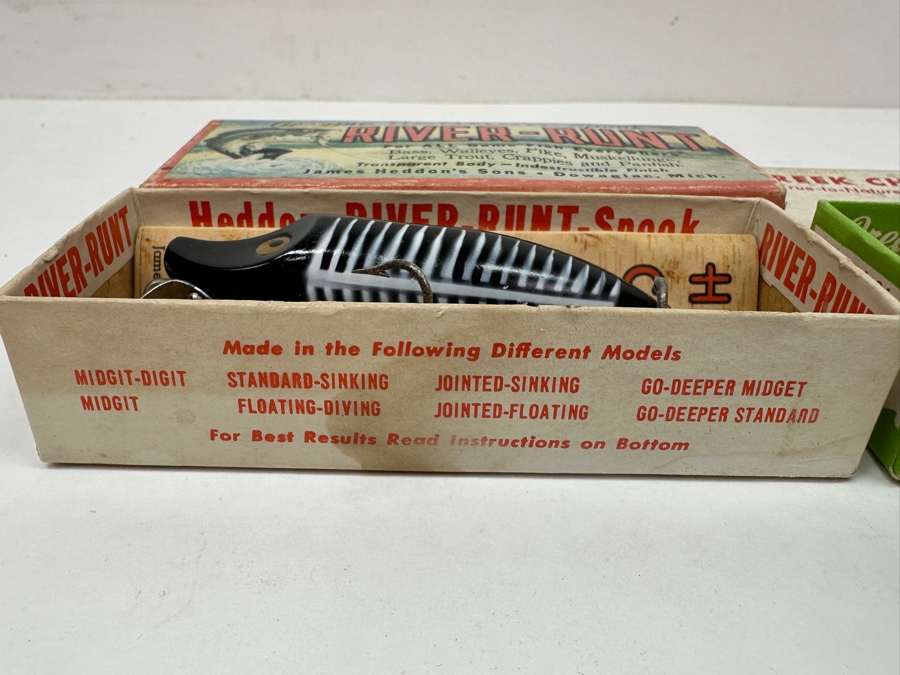 RIVER-RUNT
For ALL Game Fish
Bass, Walleyes, Pike, Muskellunge
Large Trout, Crappies and
Transparent Body - Indestructible Finish
James Heddon's Sons • Dowagiac, Mich.
Heddon RIVER-RUNT-Spook
RIVER-RUNT
RIVER-RUNT
Made in the Following Different Models
MIDGIT-DIGIT STANDARD-SINKING JOINTED-SINKING GO-DEEPER MIDGET
MIDGIT FLOATING-DIVING JOINTED-FLOATING GO-DEEPER STANDARD
For Best Results Read Instructions on Bottom